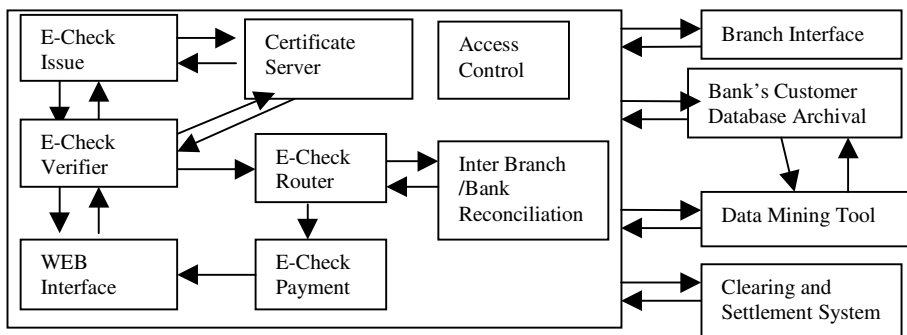 E-Check
Issue
Certificate
Server
Access
Control
Branch Interface
Bank's Customer
Database Archival
E-Check
Verifier
E-Check
Router
Inter Branch
/Bank
Reconciliation
Data Mining Tool
WEB
Interface
E-Check
Payment
Clearing and
Settlement System